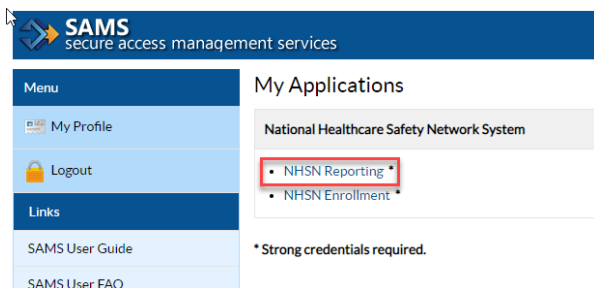 SAMS
secure access management services
Menu
My Profile
Logout
Links
SAMS User Guide
SAMS User FAQ
My Applications
National Healthcare Safety Network System
• NHSN Reporting *
• NHSN Enrollment *
* Strong credentials required.